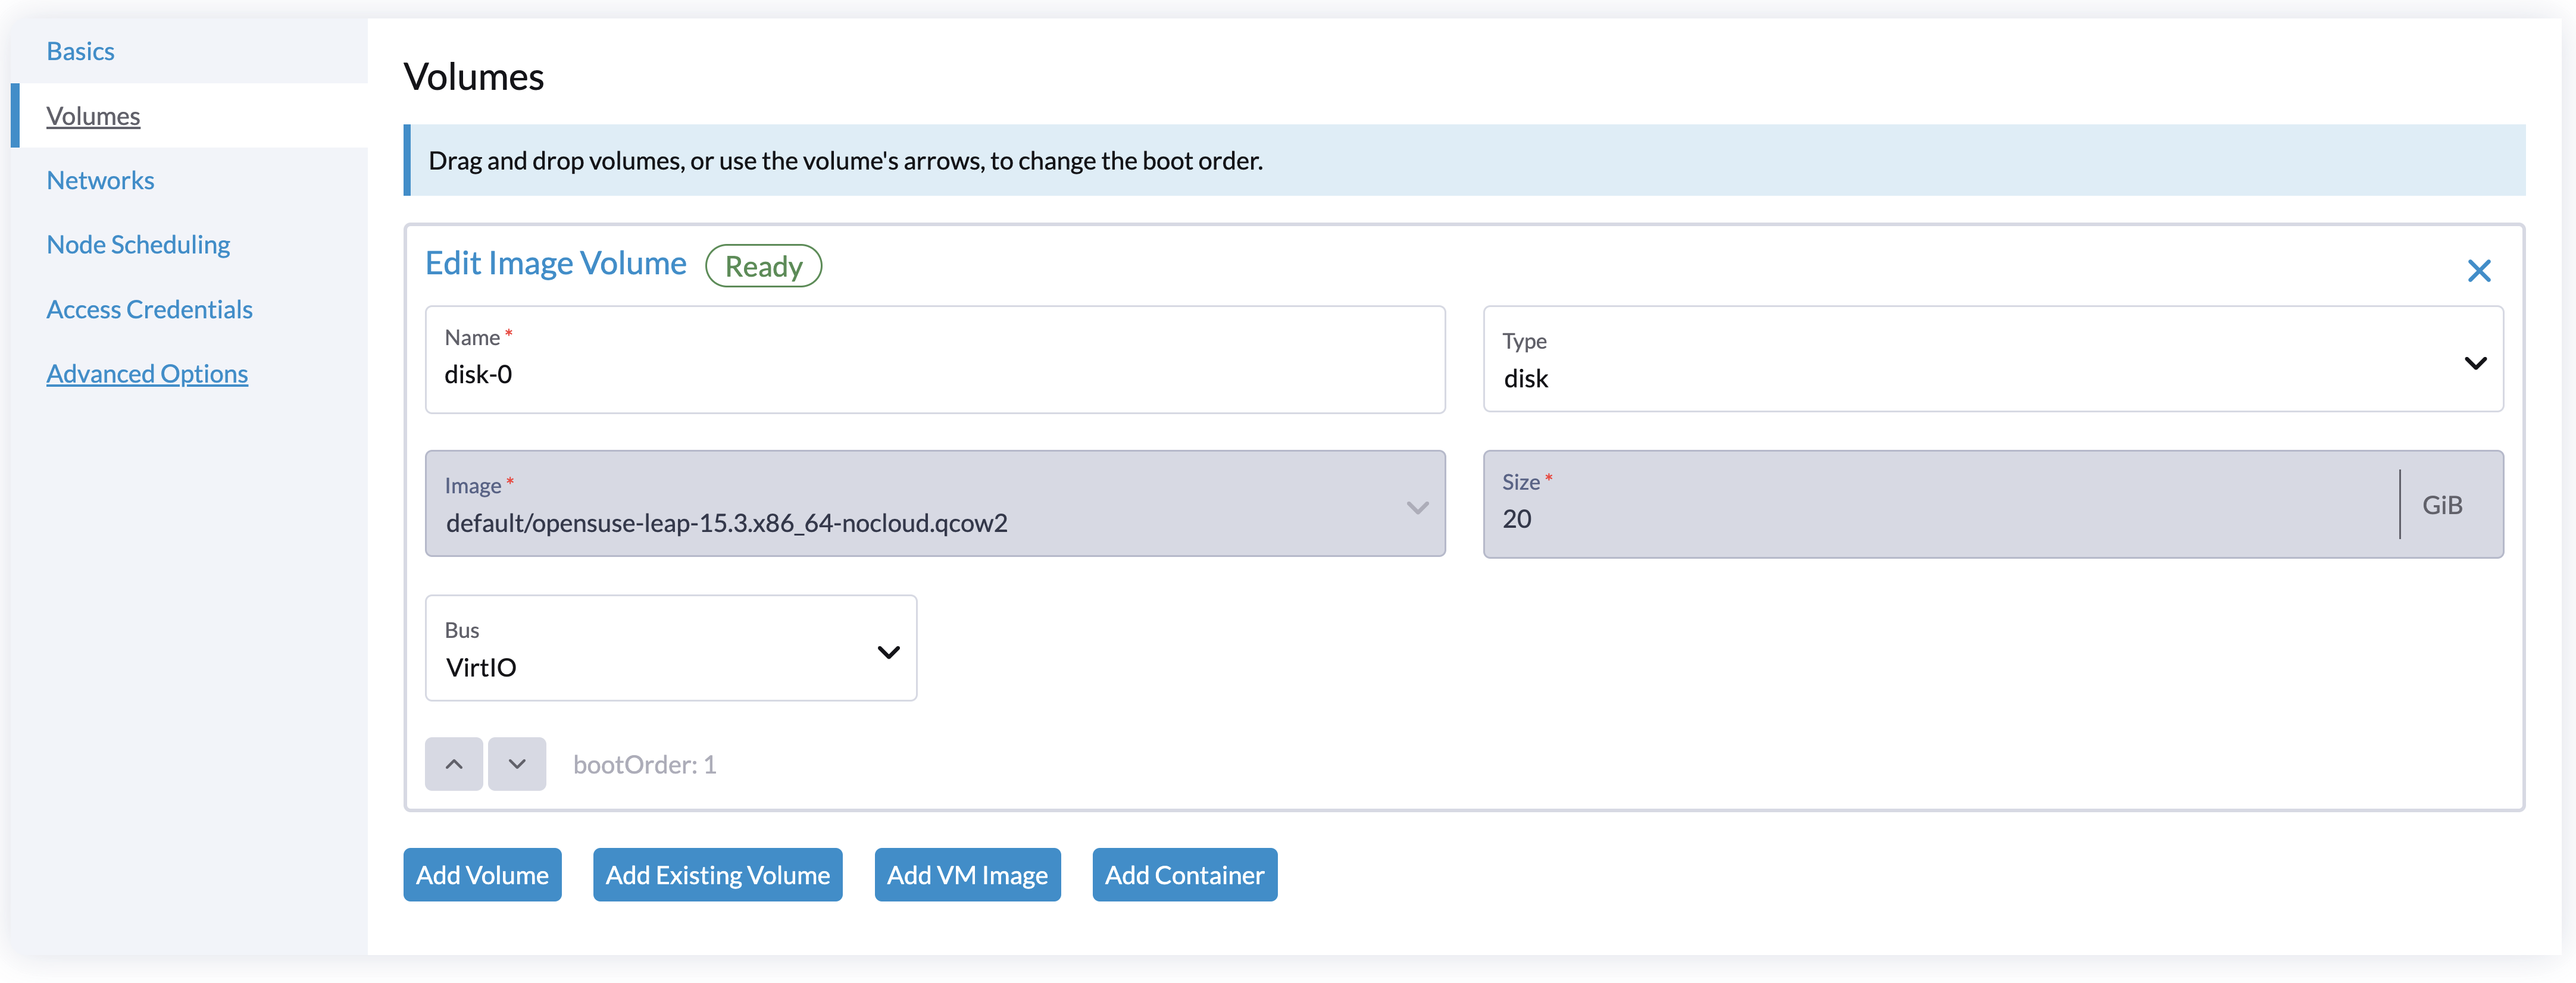 Basics
Volumes
Networks
Node Scheduling
Access Credentials
Advanced Options
Volumes
Drag and drop volumes, or use the volume's arrows, to change the boot order.
Edit Image Volume Ready
Name *
disk-0
Type
disk
Image *
default/opensuse-leap-15.3.x86_64-nocloud.qcow2
Size *
20
GiB
Bus
VirtIO
bootOrder: 1
Add Volume
Add Existing Volume
Add VM Image
Add Container